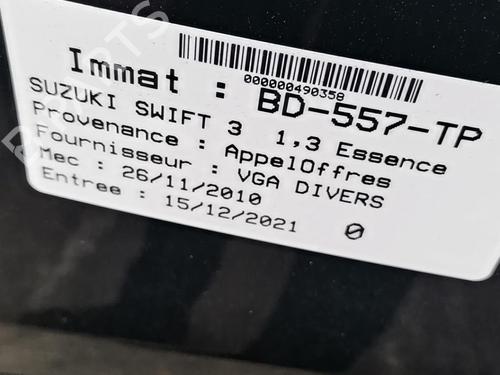 000000490358
Immat : BD-557-TP
SUZUKI SWIFT 3 1,3 Essence
Provenance : AppelOffres
Fournisseur : VGA DIVERS
Mec : 26/11/2010
Entree : 15/12/2021 0